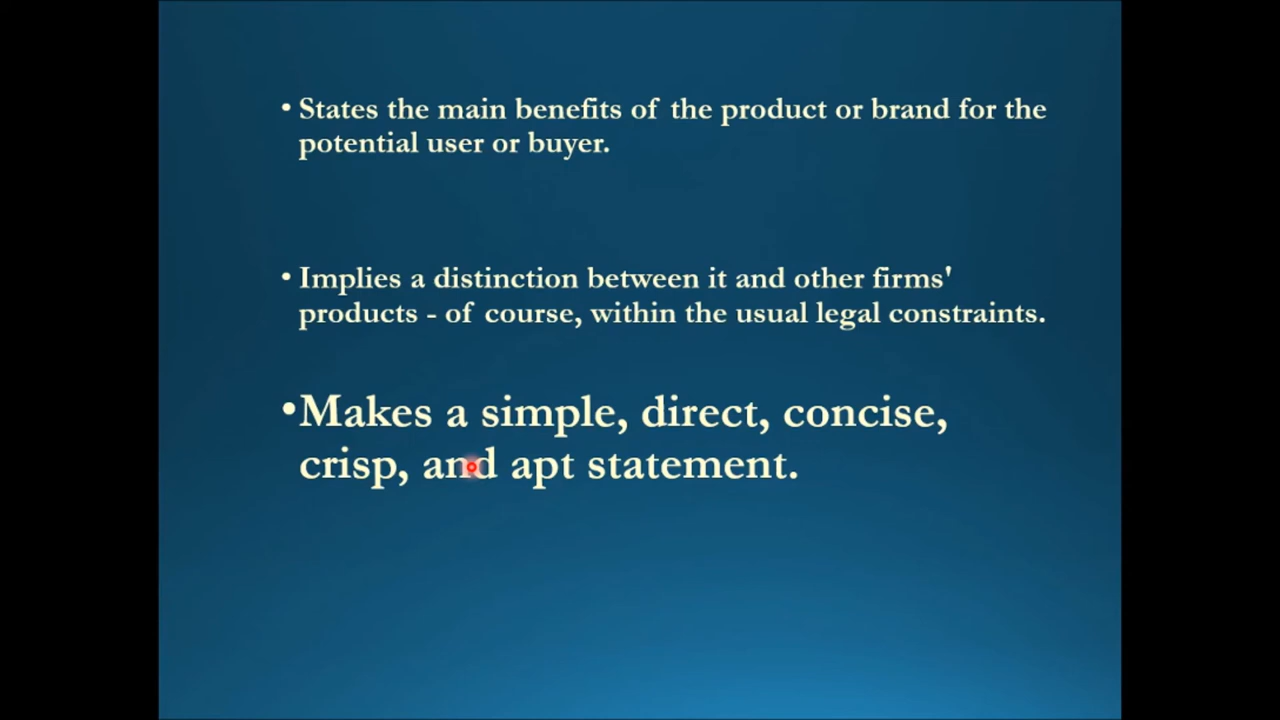 • States the main benefits of the product or brand for the
potential user or buyer.
• Implies a distinction between it and other firms'
products - of course, within the usual legal constraints.
•Makes a simple, direct, concise,
crisp, and apt statement.